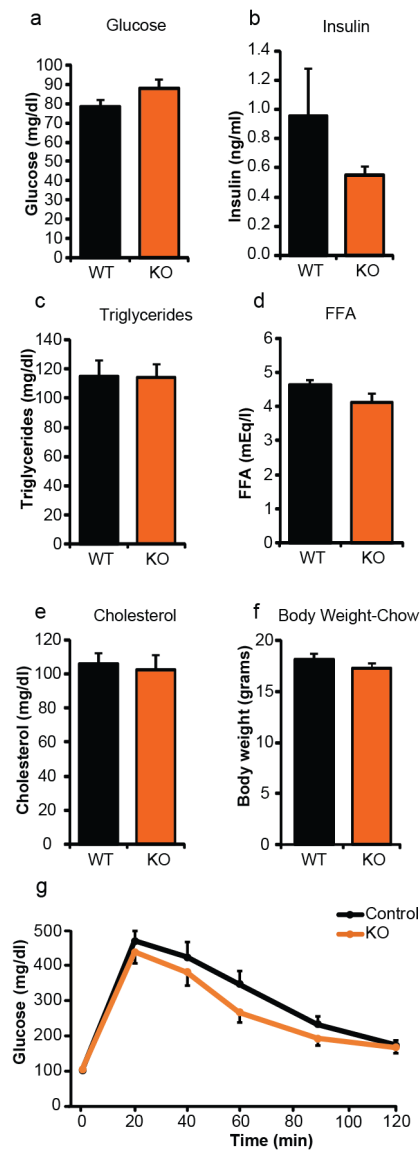 a Glucose
Glucose (mg/dl)
100
90
80
70
60
50
40
30
20
10
0
WT KO
b Insulin
Insulin (ng/ml)
1.4
1.2
1.0
0.8
0.6
0.4
0.2
0.0
WT KO
c Triglycerides
Triglycerides (mg/dl)
140
120
100
80
60
40
20
0
WT KO
d FFA
FFA (mEq/l)
6
5
4
3
2
1
0
WT KO
e Cholesterol
Cholesterol (mg/dl)
120
100
80
60
40
20
0
WT KO
f Body Weight-Chow
Body weight (grams)
20
15
10
5
0
WT KO
g
Control
KO
Glucose (mg/dl)
500
400
300
200
100
0
0 20 40 60 80 100 120
Time (min)